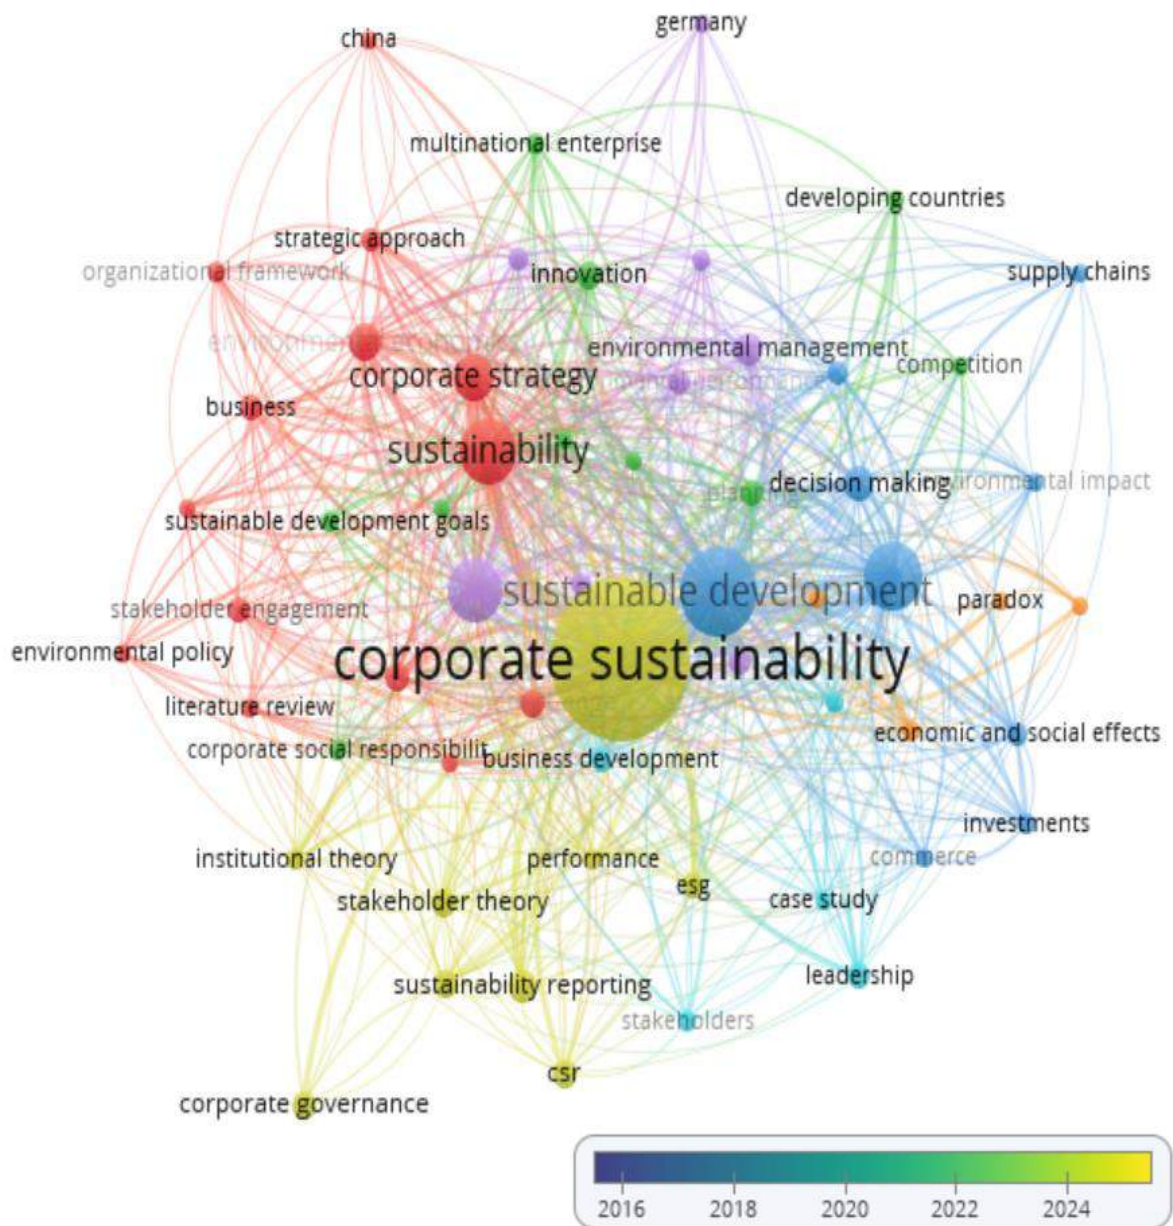 germany
china
multinational enterprise
developing countries
strategic approach
organizational framework
innovation
supply chains
environmental management
competition
corporate strategy
business
sustainability
decision making
environmental impact
planning
sustainable development goals
sustainable development
paradox
stakeholder engagement
environmental policy
corporate sustainability
literature review
economic and social effects
corporate social responsibilit
business development
investments
institutional theory
performance
commerce
esg
case study
stakeholder theory
leadership
sustainability reporting
stakeholders
csr
corporate governance
2016 2018 2020 2022 2024